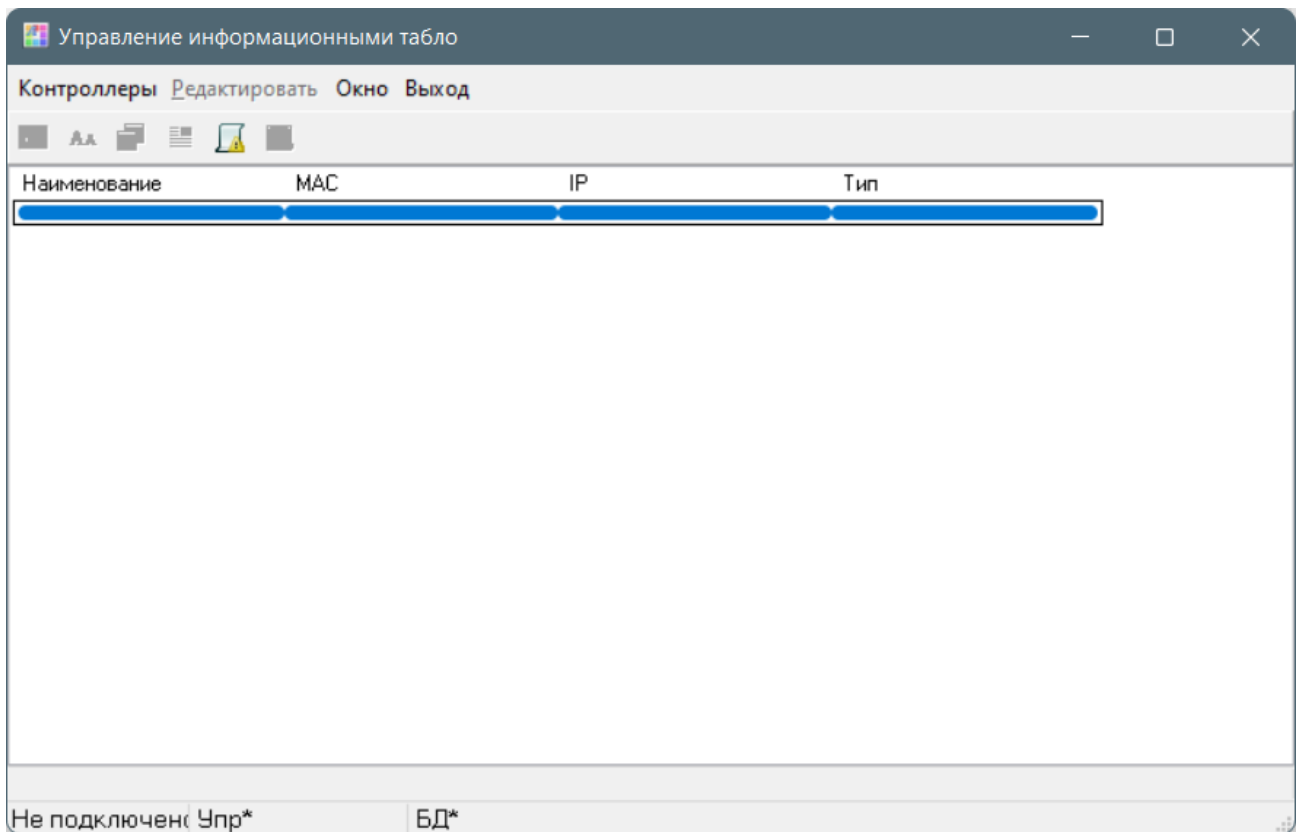 Управление информационными табло
Контроллеры Редактировать Окно Выход
Наименование MAC IP Тип
Не подключено Упр* БД*